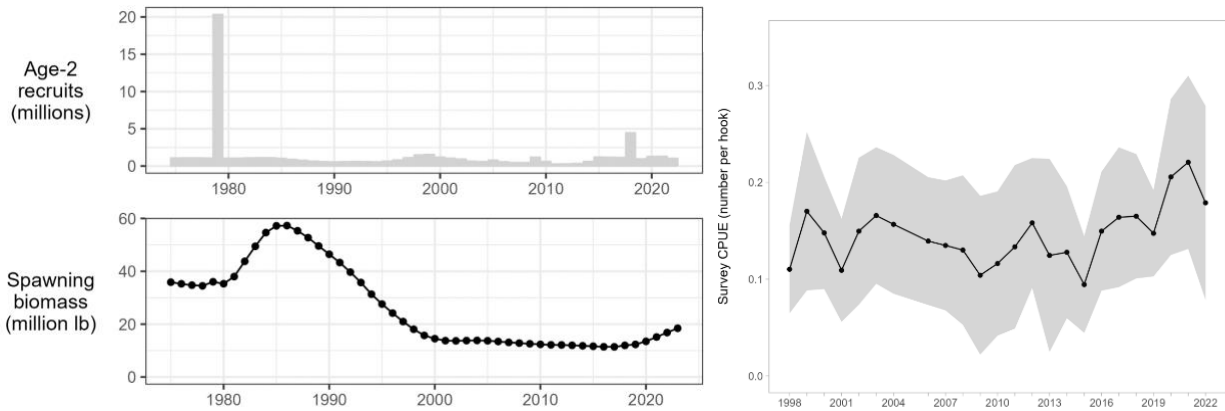 Age-2
recruits
(millions)
20
15
10
5
0
1980 1990 2000 2010 2020
Spawning
biomass
(million lb)
60
40
20
0
1980 1990 2000 2010 2020
Survey CPUE (number per hook)
0.3
0.2
0.1
0.0
1998 2001 2004 2007 2010 2013 2016 2019 2022